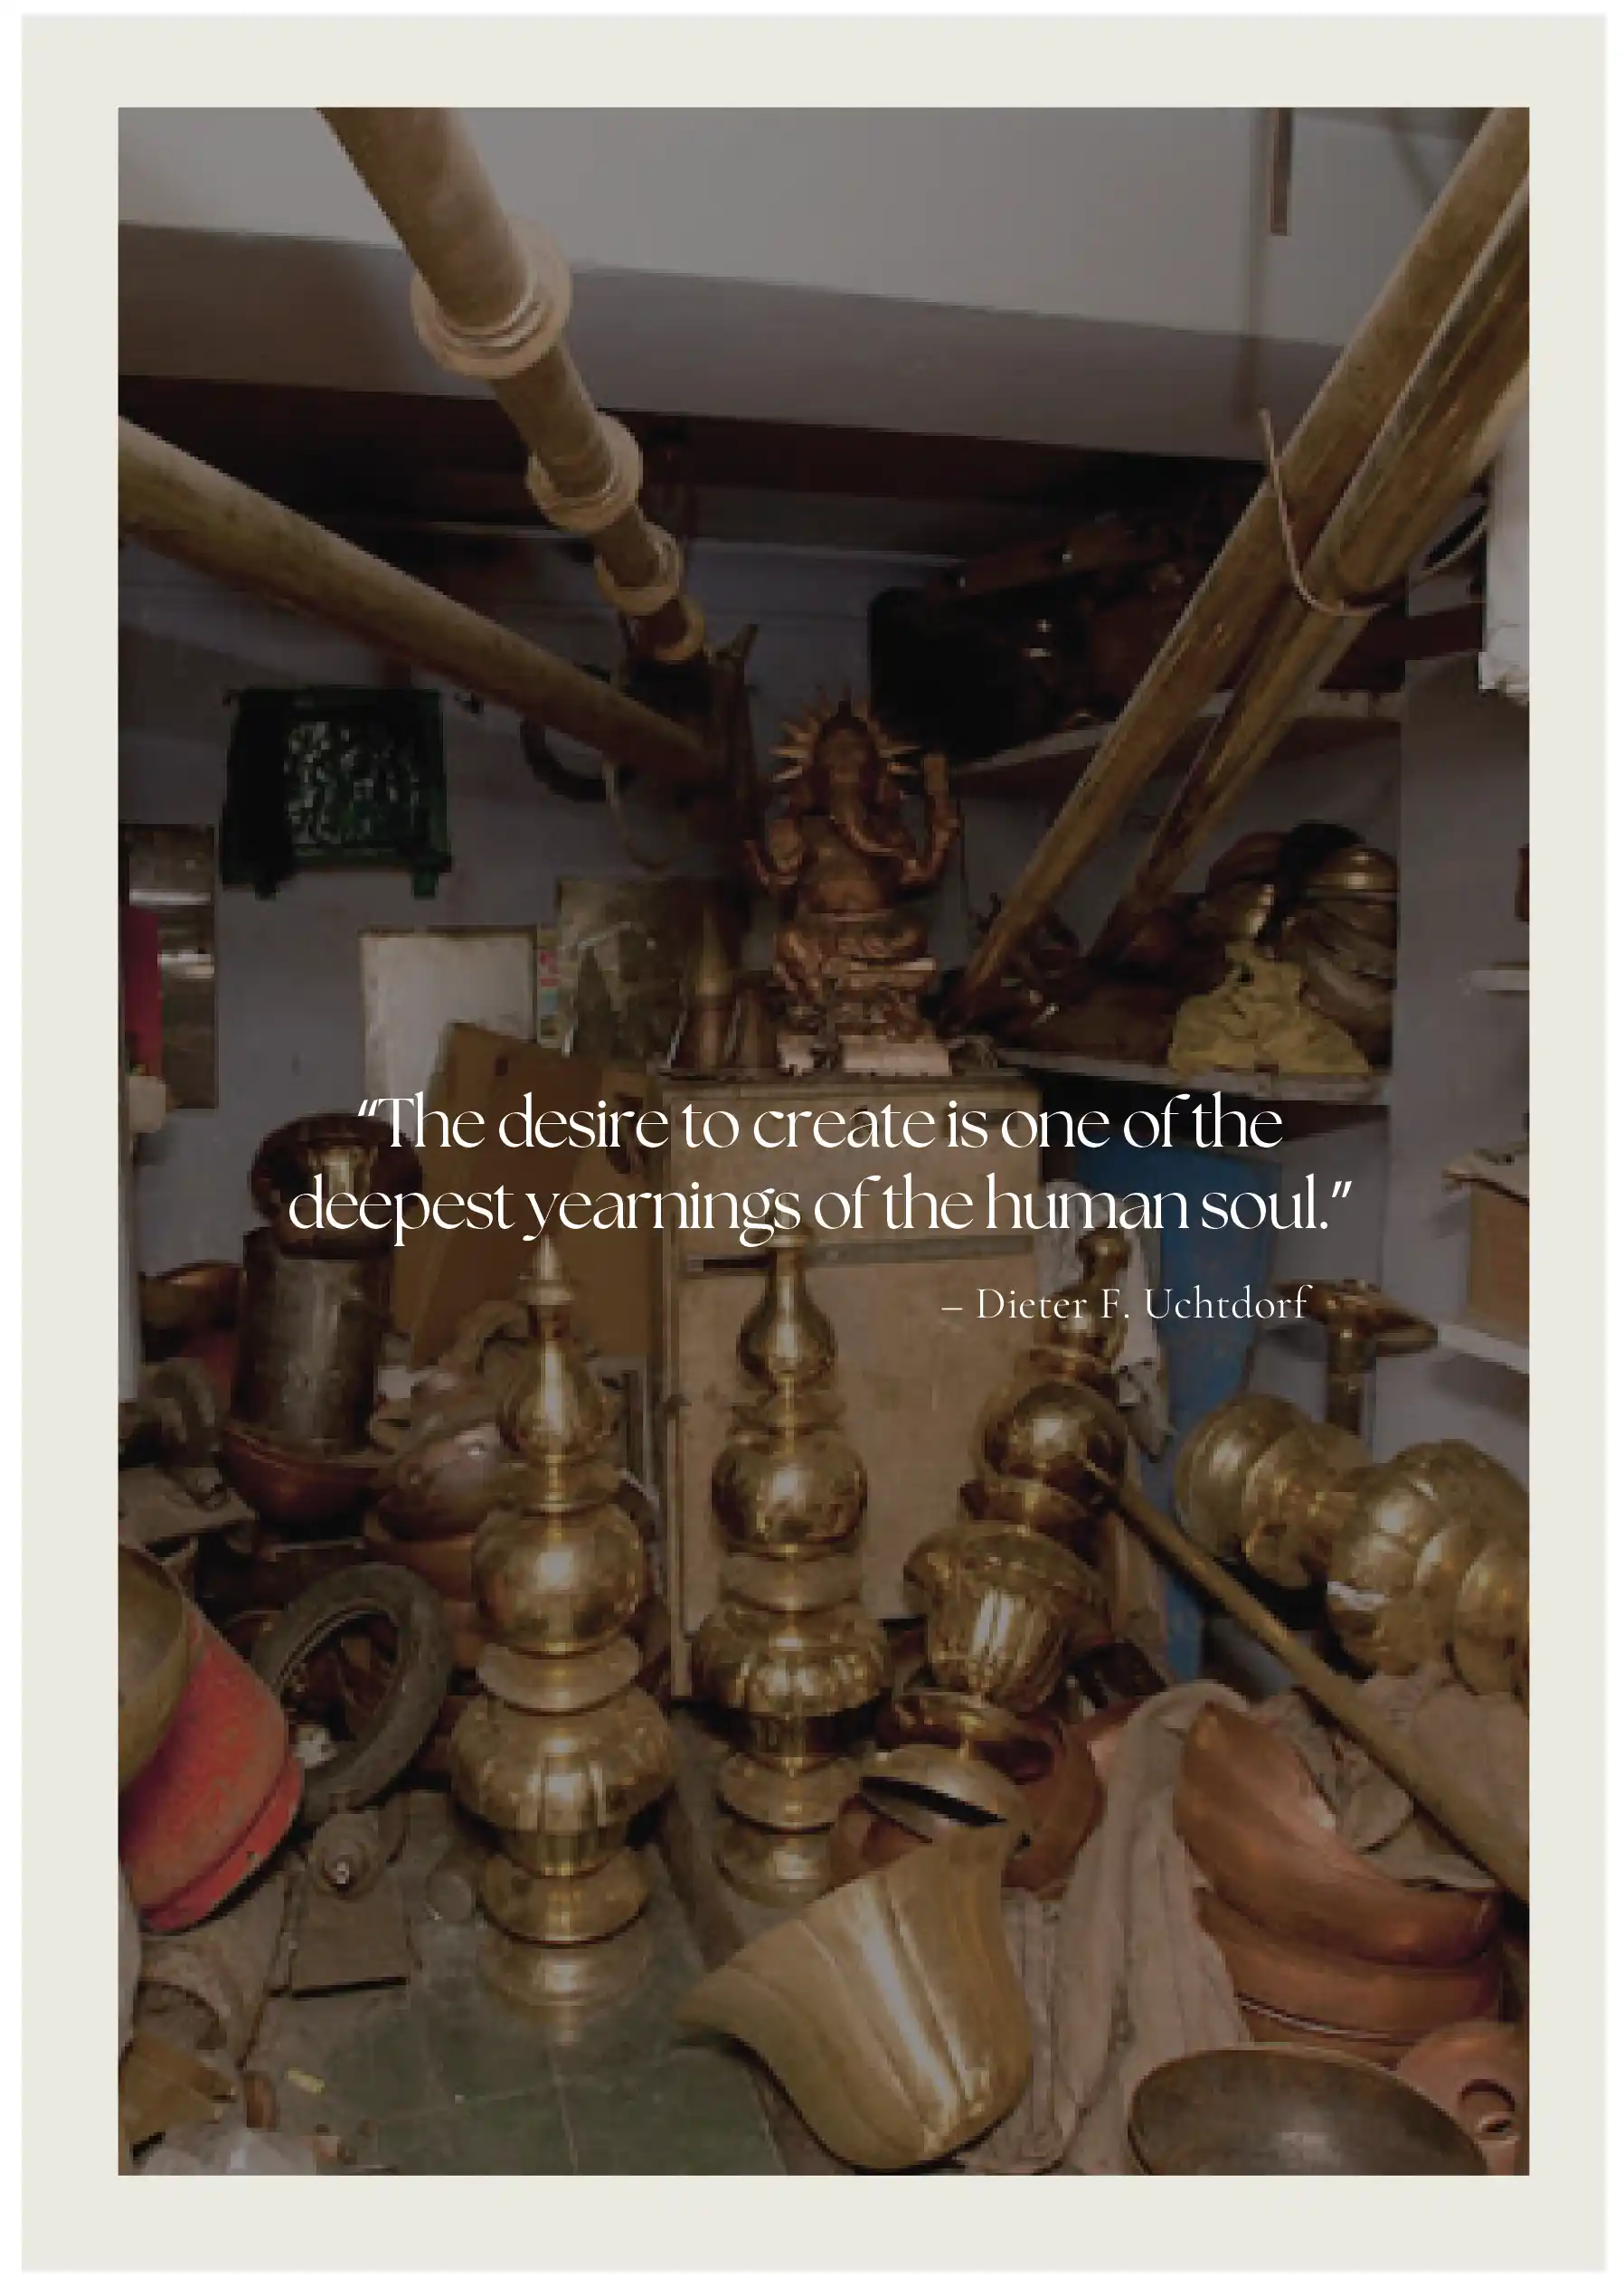 “The desire to create is one of the
deepest yearnings of the human soul.”
– Dieter F. Uchtdorf